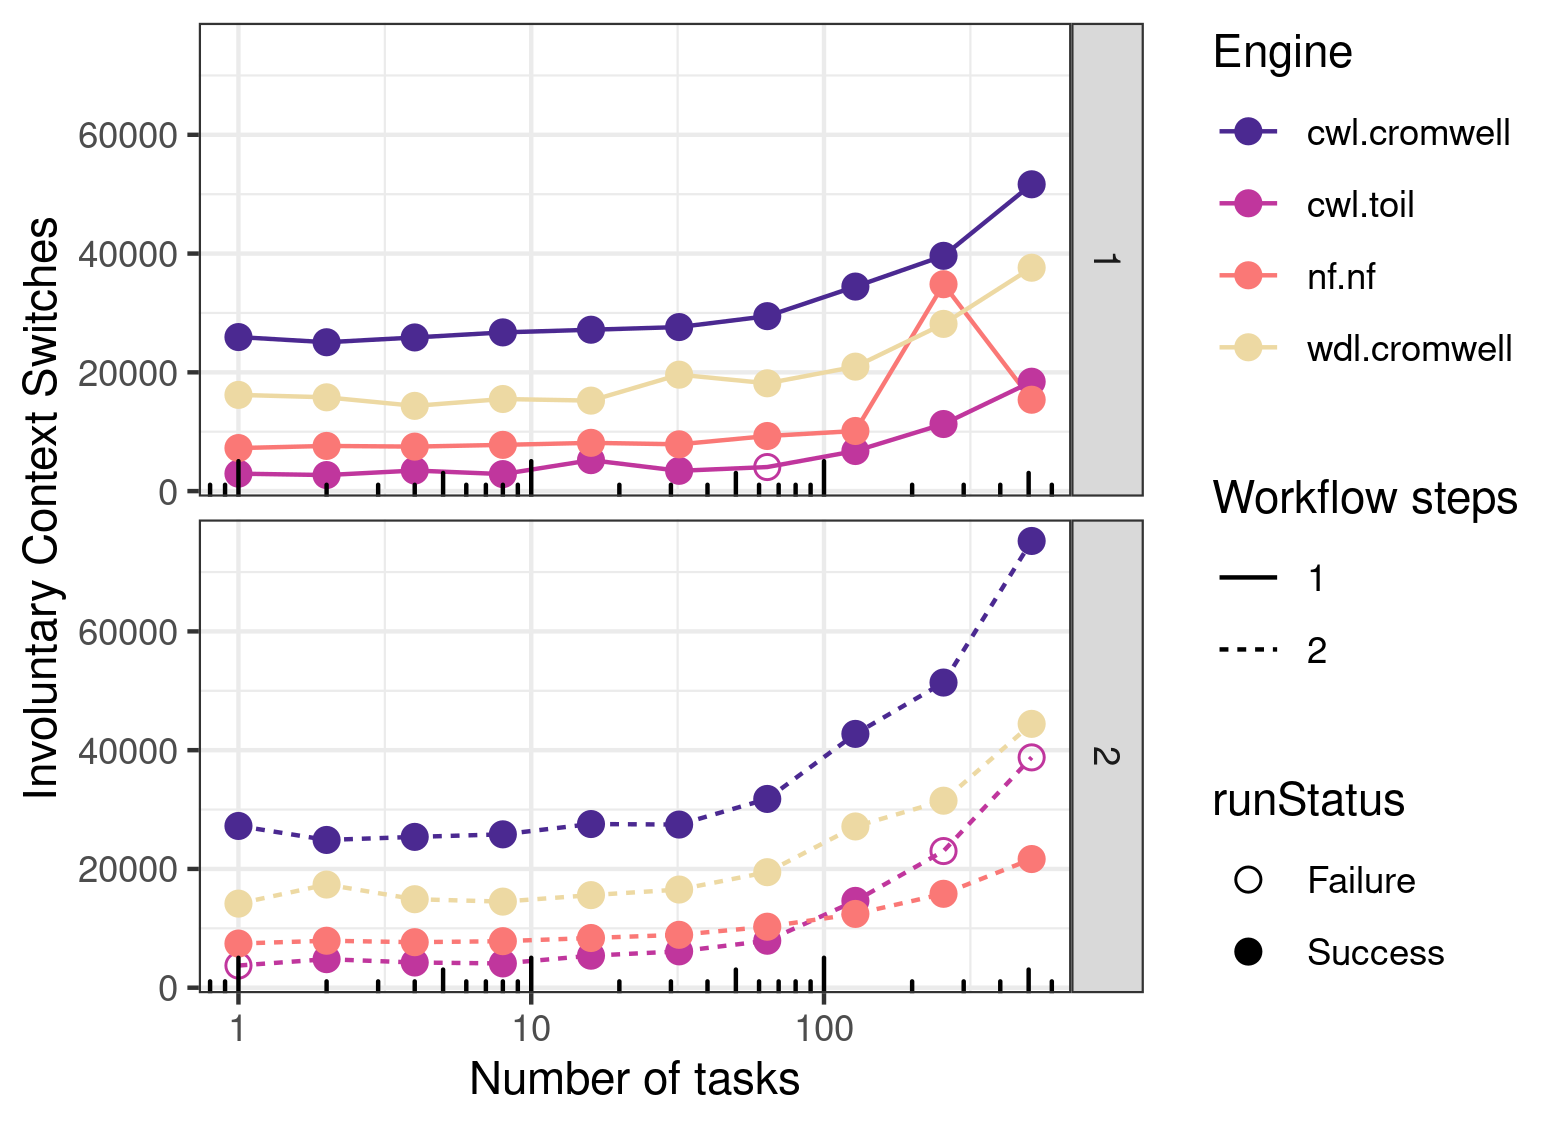 Involuntary Context Switches
60000
40000
20000
0
1
60000
40000
20000
0
2
1
10
100
Number of tasks
Engine
cwl.cromwell
cwl.toil
nf.nf
wdl.cromwell
Workflow steps
1
2
runStatus
Failure
Success